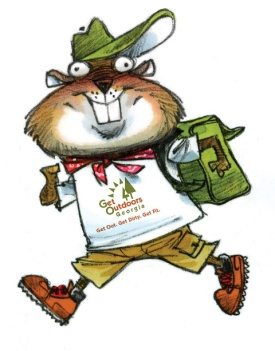 Get
Outdoors
Georgia
Get Out. Get Dirty. Get fit.